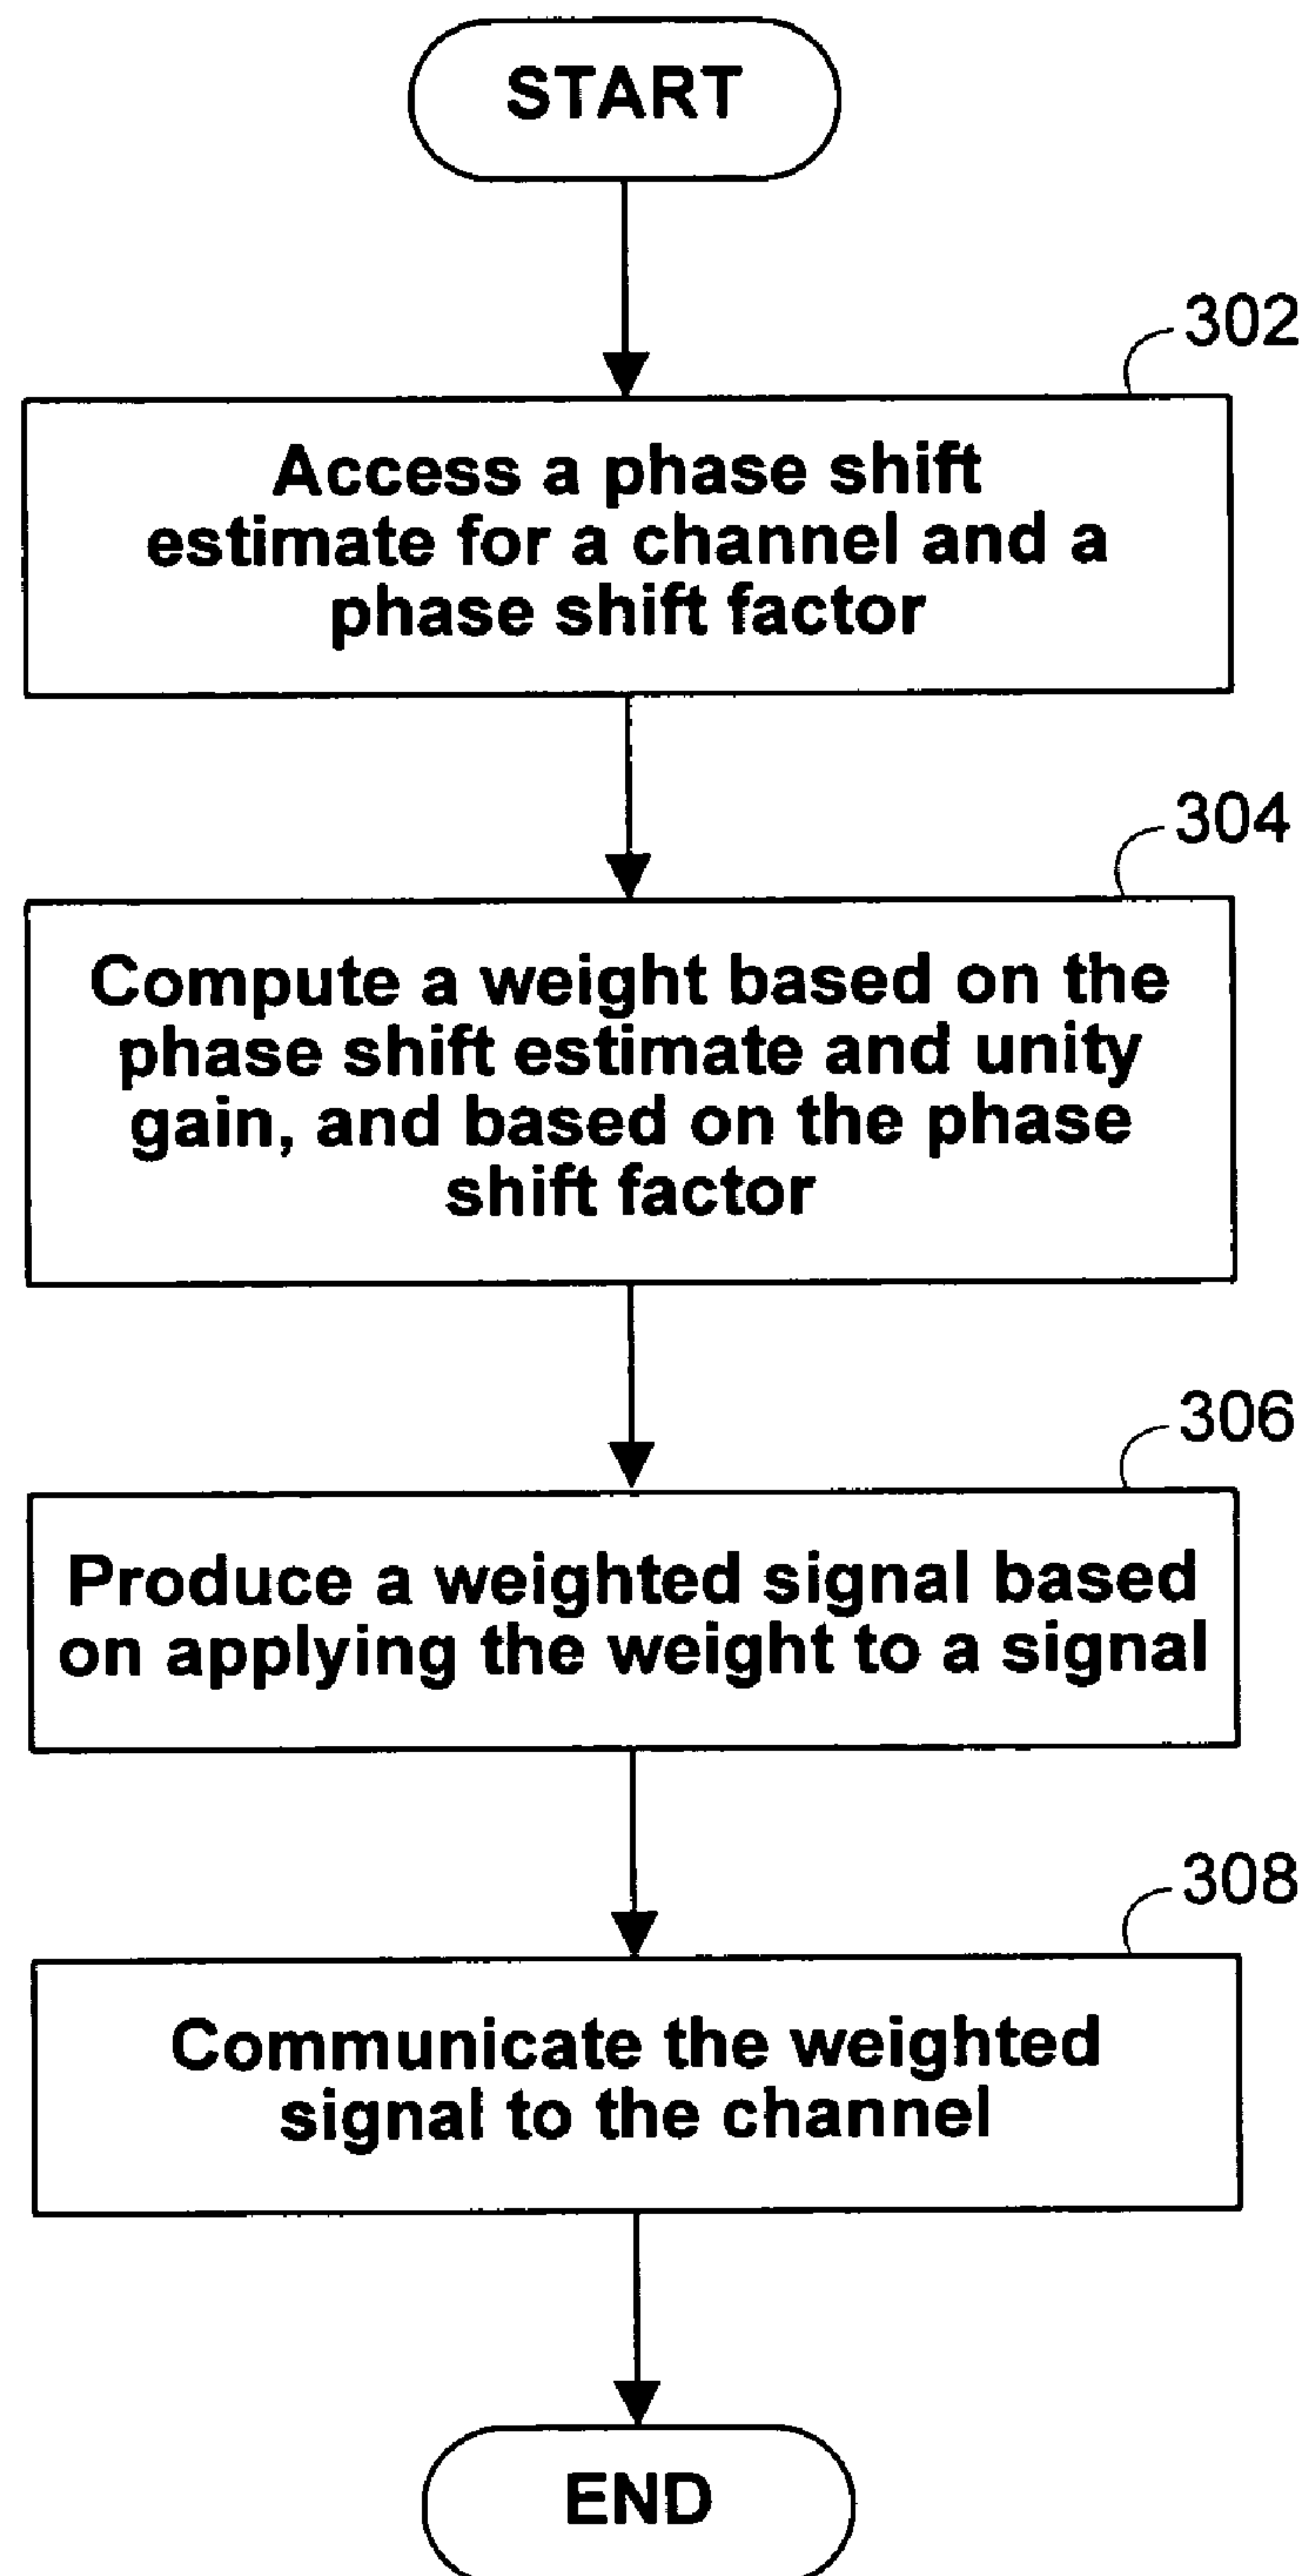 START
302
Access a phase shift
estimate for a channel and a
phase shift factor
304
Compute a weight based on the
phase shift estimate and unity
gain, and based on the phase
shift factor
306
Produce a weighted signal based
on applying the weight to a signal
308
Communicate the weighted
signal to the channel
END